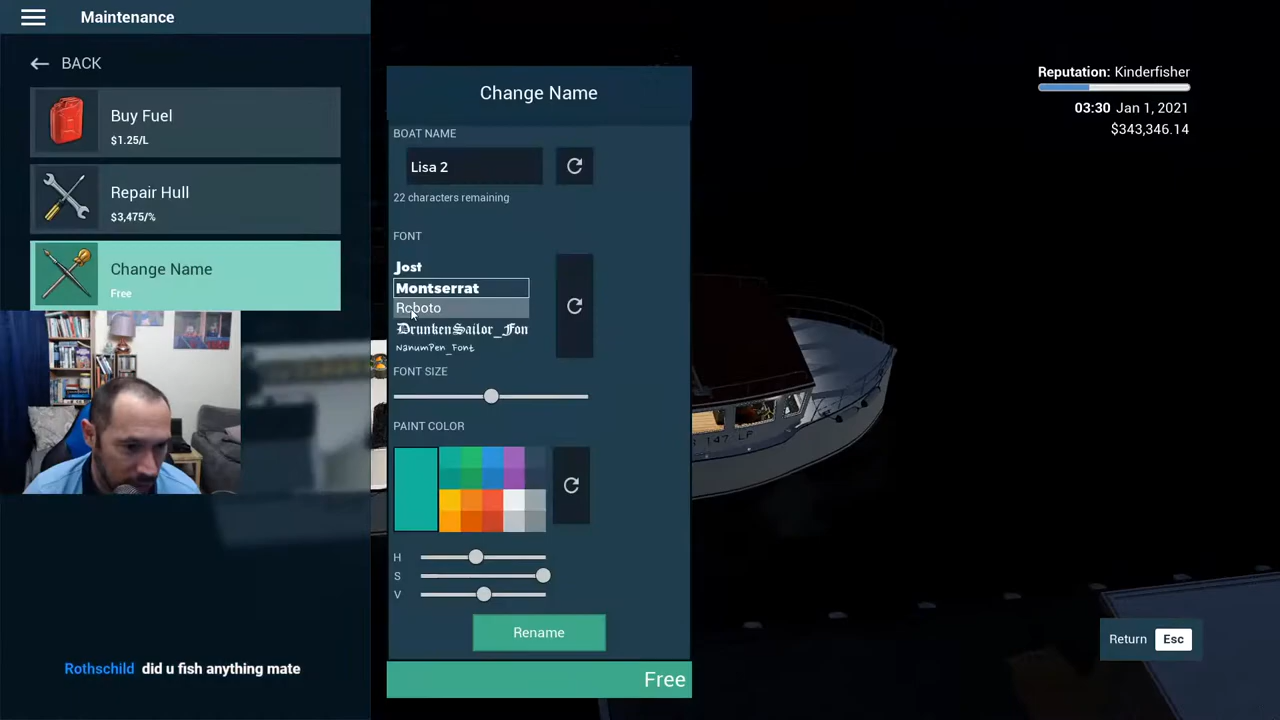 Maintenance
BACK
Buy Fuel
$1.25/L
Repair Hull
$3,475/%
Change Name
Free
Change Name
BOAT NAME
Lisa 2
22 characters remaining
FONT
Jost
Montserrat
Roboto
DrunkenSailor_Fon
NanumPen_Font
FONT SIZE
PAINT COLOR
H
S
V
Rename
Free
Reputation: Kinderfisher
03:30 Jan 1, 2021
$343,346.14
147 LP
Return Esc
Rothschild did u fish anything mate